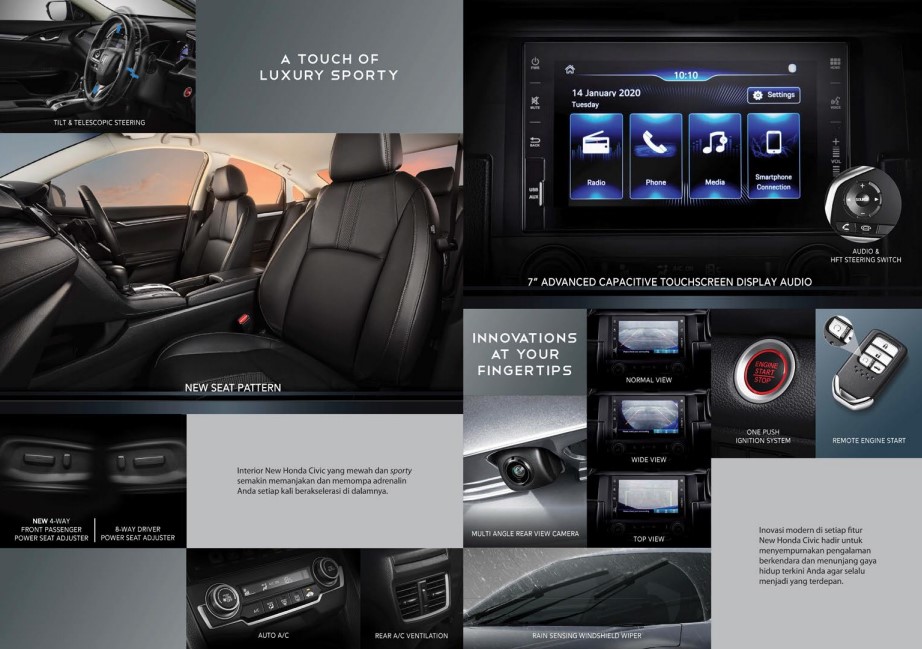 TILT & TELESCOPIC STEERING
A TOUCH OF
LUXURY SPORTY
NEW SEAT PATTERN
NEW 4-WAY
FRONT PASSENGER
POWER SEAT ADJUSTER
8-WAY DRIVER
POWER SEAT ADJUSTER
Interior New Honda Civic yang mewah dan sporty
semakin memanjakan dan memompa adrenalin
Anda setiap kali berakselerasi di dalamnya.
AUTO A/C
REAR A/C VENTILATION
10:10
14 January 2020
Tuesday
Settings
Radio
Phone
Media
Smartphone
Connection
MUTE
BACK
USB
AUX
VOL
AUDIO &
HFT STEERING SWITCH
7" ADVANCED CAPACITIVE TOUCHSCREEN DISPLAY AUDIO
INNOVATIONS
AT YOUR
FINGERTIPS
NORMAL VIEW
WIDE VIEW
TOP VIEW
MULTI ANGLE REAR VIEW CAMERA
ENGINE
START
STOP
ONE PUSH
IGNITION SYSTEM
REMOTE ENGINE START
RAIN SENSING WINDSHIELD WIPER
Inovasi modern di setiap fitur
New Honda Civic hadir untuk
menyempurnakan pengalaman
berkendara dan menunjang gaya
hidup terkini Anda agar selalu
menjadi yang terdepan.